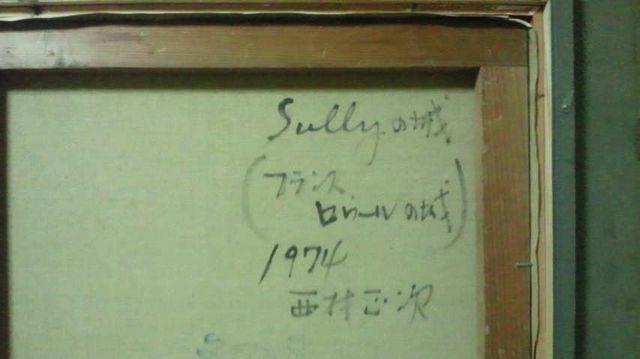 Sullyの城
(フランス
ロワールの城)
1974
西村正次